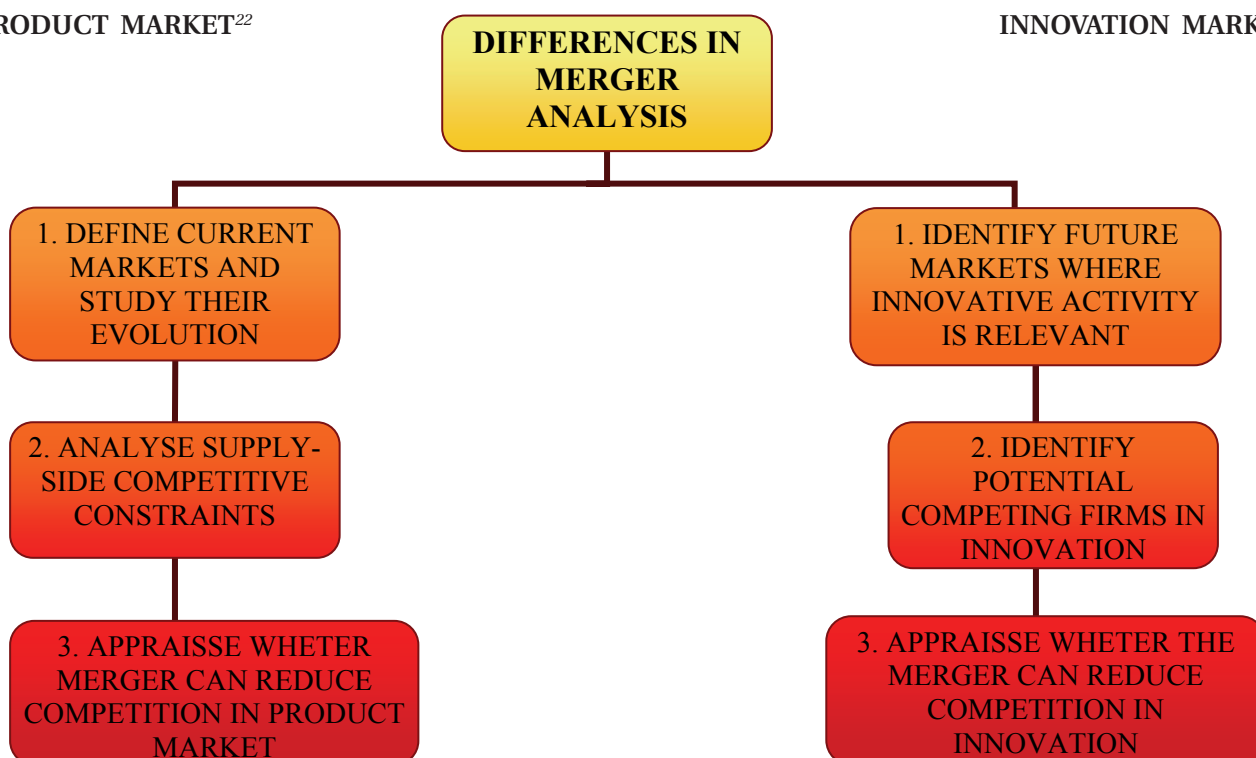 RODUCT MARKET22
INNOVATION MARK
DIFFERENCES IN
MERGER
ANALYSIS
1. DEFINE CURRENT
MARKETS AND
STUDY THEIR
EVOLUTION
2. ANALYSE SUPPLY-
SIDE COMPETITIVE
CONSTRAINTS
3. APPRAISSE WHETER
MERGER CAN REDUCE
COMPETITION IN PRODUCT
MARKET
1. IDENTIFY FUTURE
MARKETS WHERE
INNOVATIVE ACTIVITY
IS RELEVANT
2. IDENTIFY
POTENTIAL
COMPETING FIRMS IN
INNOVATION
3. APPRAISSE WHETER THE
MERGER CAN REDUCE
COMPETITION IN
INNOVATION